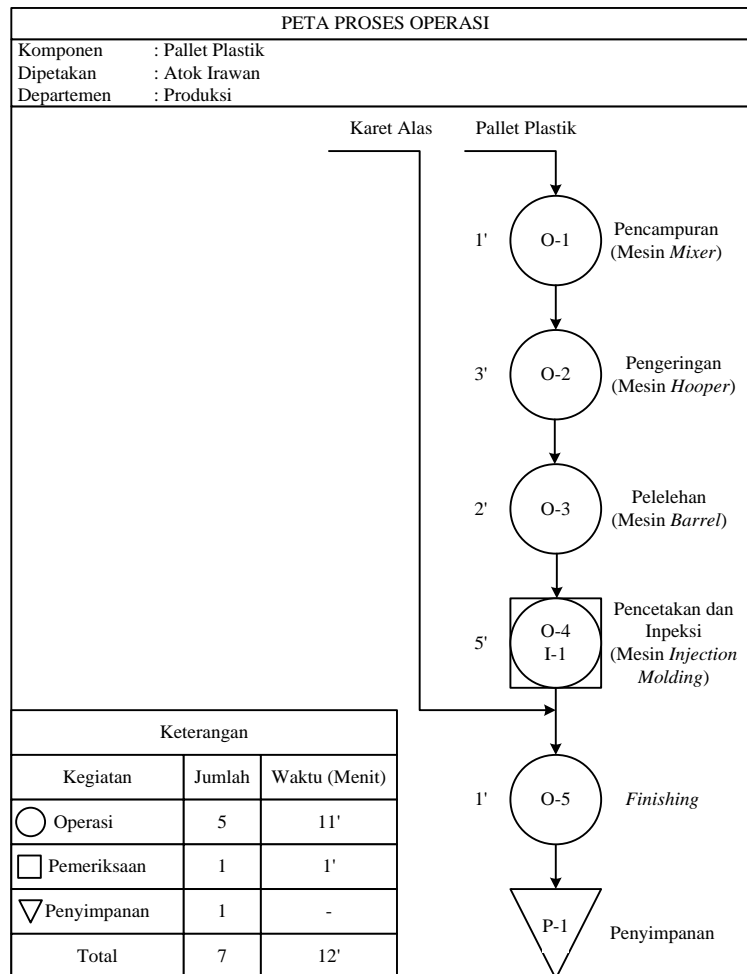 PETA PROSES OPERASI
Komponen : Pallet Plastik
Dipetakan : Atok Irawan
Departemen : Produksi
Karet Alas
Pallet Plastik
1'
O-1
Pencampuran
(Mesin Mixer)
3'
O-2
Pengeringan
(Mesin Hooper)
2'
O-3
Pelelehan
(Mesin Barrel)
5'
O-4
I-1
Pencetakan dan
Inpeksi
(Mesin Injection
Molding)
1'
O-5
Finishing
P-1
Penyimpanan
Keterangan
Kegiatan Jumlah Waktu (Menit)
Operasi 5 11'
Pemeriksaan 1 1'
Penyimpanan 1 -
Total 7 12'